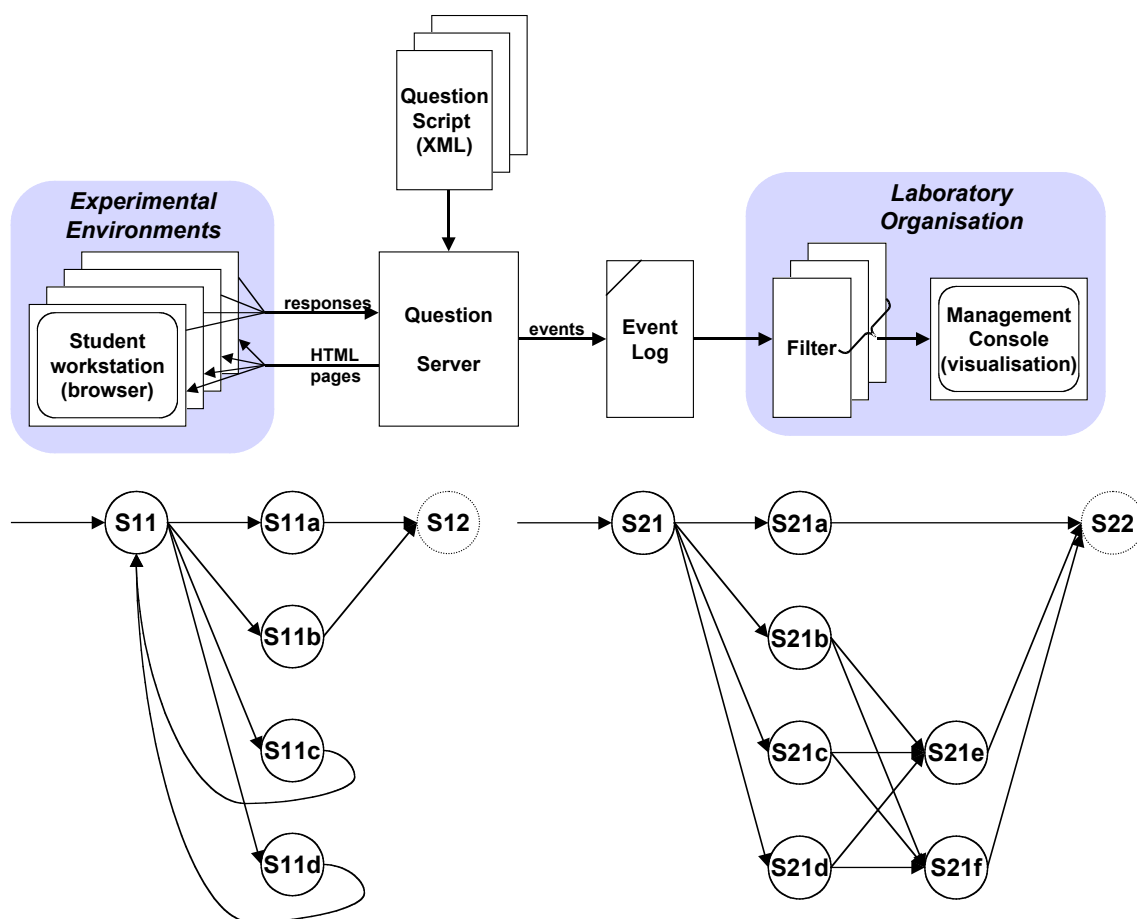 Question
Script
(XML)
Experimental
Environments
Laboratory
Organisation
responses
HTML
pages
Student
workstation
(browser)
Question
Server
events
Event
Log
Filter
Management
Console
(visualisation)
S11
S11a
S12
S11b
S11c
S11d
S21
S21a
S22
S21b
S21c
S21e
S21d
S21f